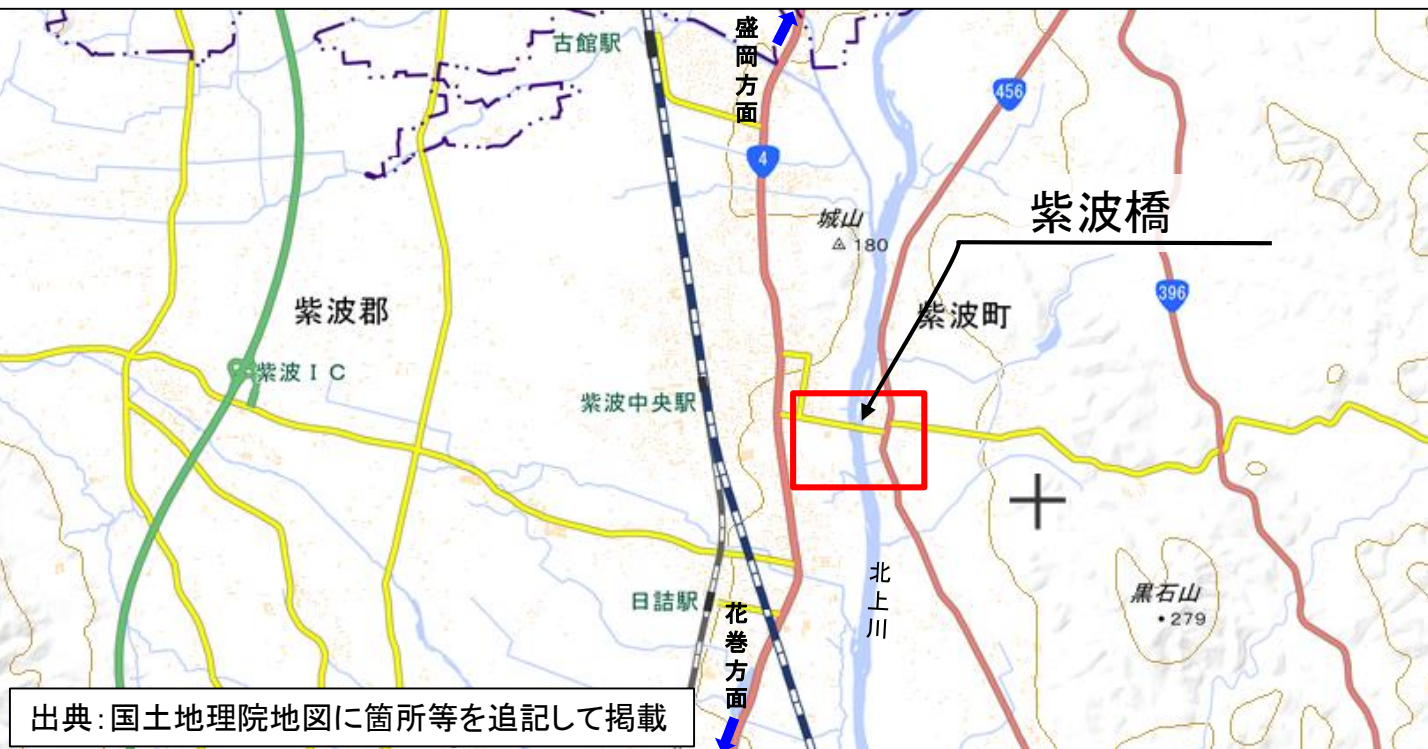 古館駅
盛岡方面
456
4
城山
180
紫波橋
396
紫波郡
紫波町
紫波IC
紫波中央駅
北上川
黒石山
279
日詰駅
花巻方面
出典：国土地理院地図に箇所等を追記して掲載